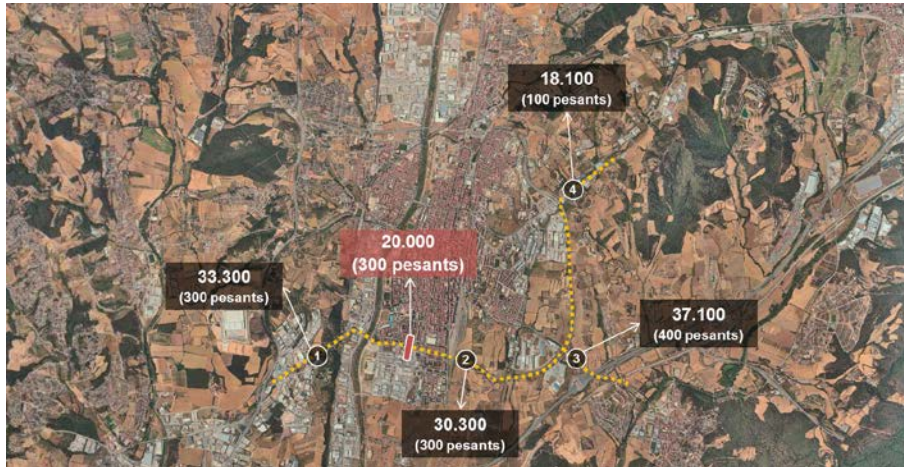 18.100
(100 pesants)
4
20.000
(300 pesants)
33.300
(300 pesants)
37.100
(400 pesants)
1
2
3
30.300
(300 pesants)